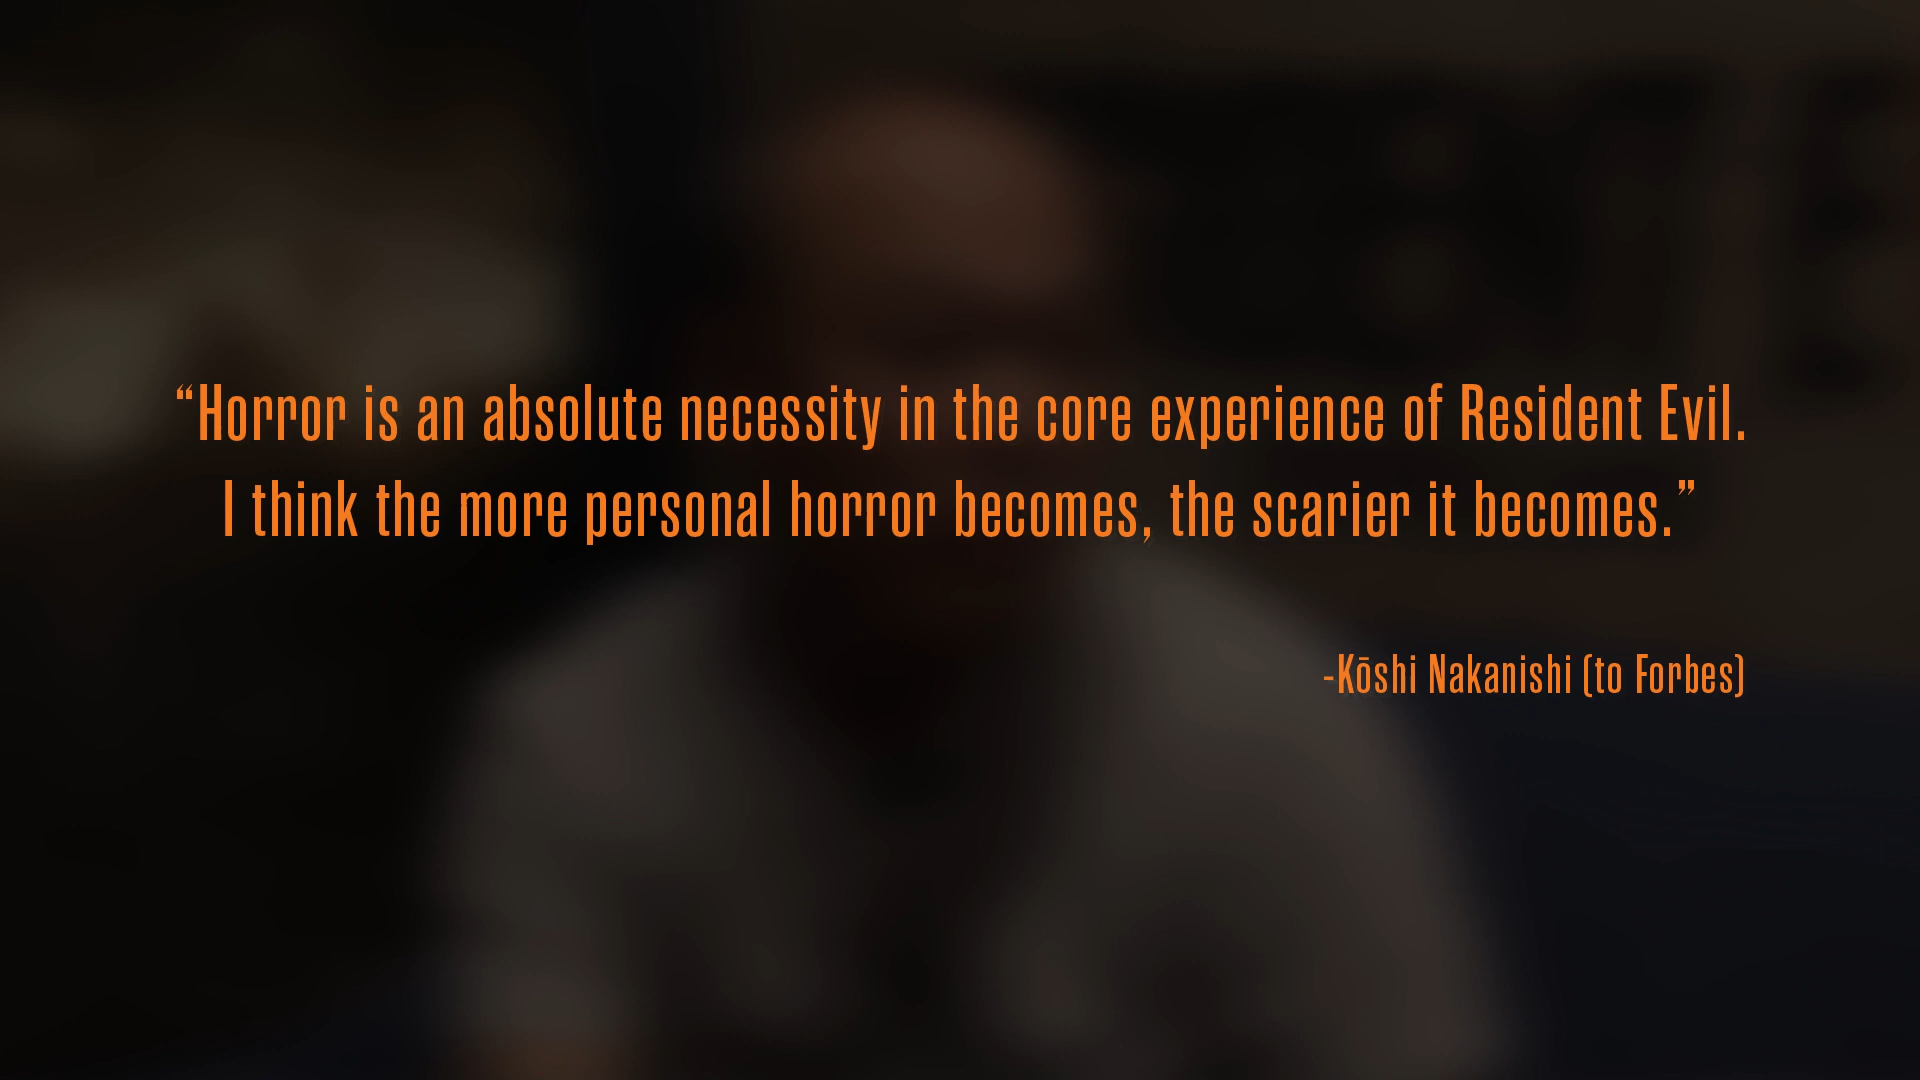 “Horror is an absolute necessity in the core experience of Resident Evil.
I think the more personal horror becomes, the scarier it becomes.”
-Kōshi Nakanishi (to Forbes)